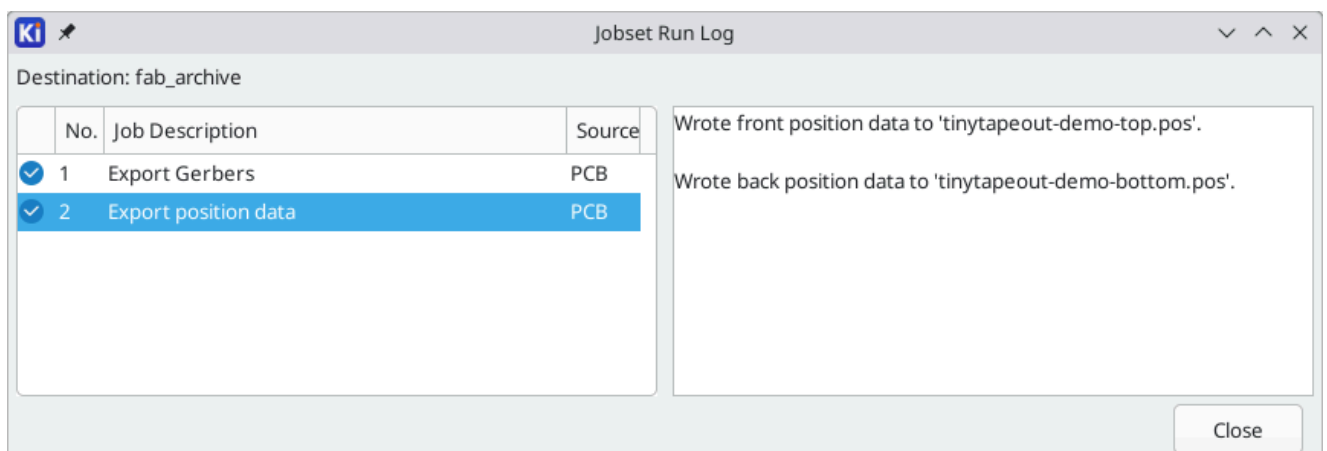 Ki
Jobset Run Log
Destination: fab_archive
No. Job Description Source
1 Export Gerbers PCB
2 Export position data PCB
Wrote front position data to 'tinytapeout-demo-top.pos'.
Wrote back position data to 'tinytapeout-demo-bottom.pos'.
Close